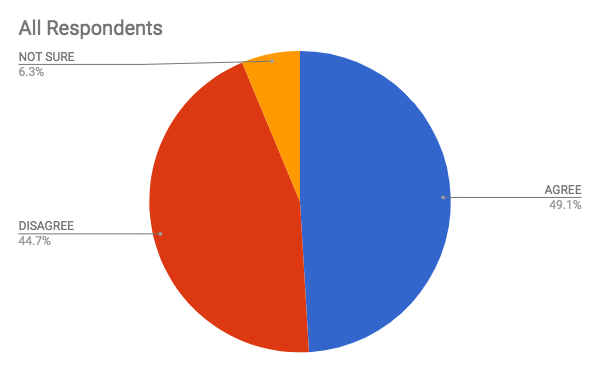 All Respondents
NOT SURE
6.3%
AGREE
49.1%
DISAGREE
44.7%